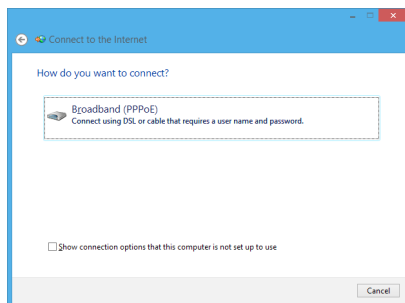 Connect to the Internet
How do you want to connect?
Broadband (PPPoE)
Connect using DSL or cable that requires a user name and password.
Show connection options that this computer is not set up to use
Cancel